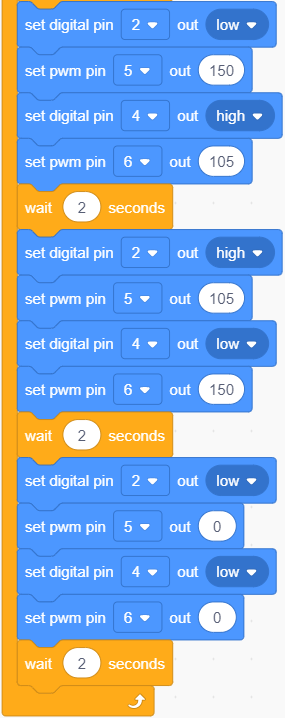 set digital pin 2 out low
set pwm pin 5 out 150
set digital pin 4 out high
set pwm pin 6 out 105
wait 2 seconds
set digital pin 2 out high
set pwm pin 5 out 105
set digital pin 4 out low
set pwm pin 6 out 150
wait 2 seconds
set digital pin 2 out low
set pwm pin 5 out 0
set digital pin 4 out low
set pwm pin 6 out 0
wait 2 seconds